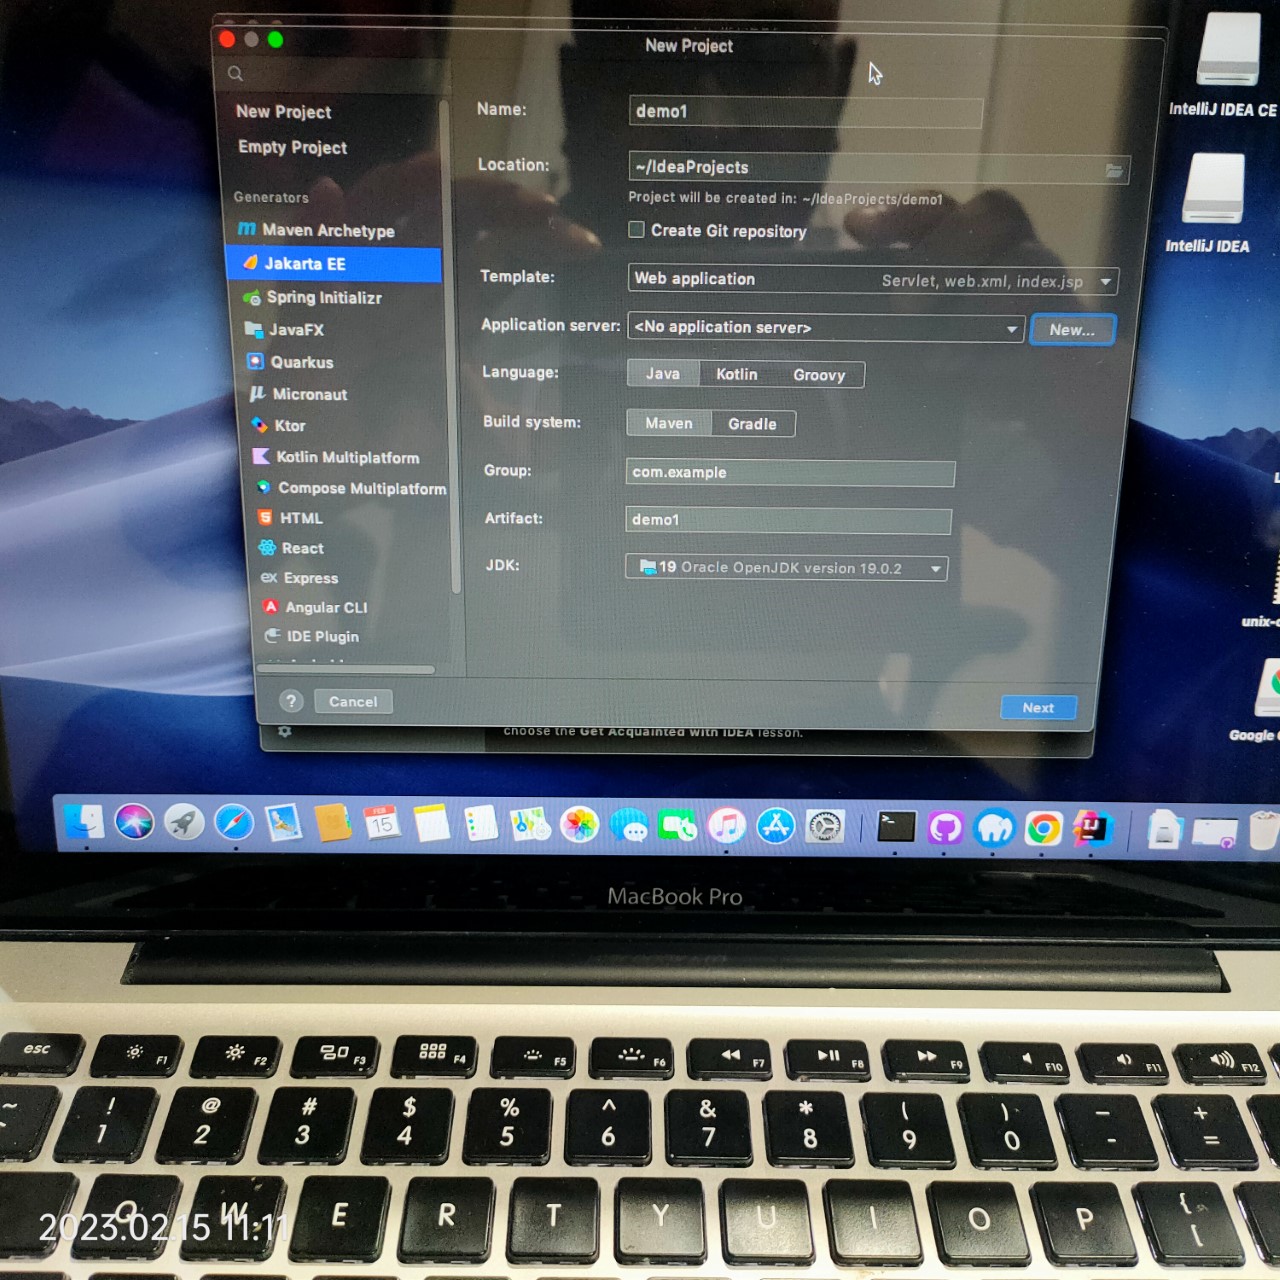 New Project
New Project
Empty Project
Generators
Maven Archetype
Jakarta EE
Spring Initializr
JavaFX
Quarkus
Micronaut
Ktor
Kotlin Multiplatform
Compose Multiplatform
HTML
React
Express
Angular CLI
IDE Plugin
Name:
demo1
Location:
~/IdeaProjects
Project will be created in: ~/IdeaProjects/demo1
Create Git repository
Template:
Web application
Servlet, web.xml, index.jsp
Application server:
<No application server>
New...
Language:
Java Kotlin Groovy
Build system:
Maven Gradle
Group:
com.example
Artifact:
demo1
JDK:
19 Oracle OpenJDK version 19.0.2
?
Cancel
Next
choose the Get Acquainted with IDEA lesson.
IntelliJ IDEA CE
IntelliJ IDEA
unix-
Google
FEB
15
MacBook Pro
esc F1 F2 F3 F4 F5 F6 F7 F8 F9 F10 F11 F12
~ ! @ # $ % ^ & * ( ) _ +
1 2 3 4 5 6 7 8 9 0 - =
Q W E R T Y U I O P { [
2023.02.15 11:11